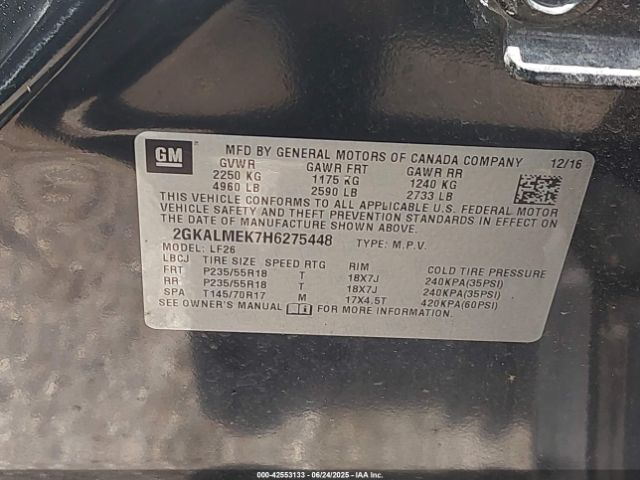 GM
MFD BY GENERAL MOTORS OF CANADA COMPANY 12/16
GVWR GAWR FRT GAWR RR
2250 KG 1175 KG 1240 KG
4960 LB 2590 LB 2733 LB
THIS VEHICLE CONFORMS TO ALL APPLICABLE U.S. FEDERAL MOTOR
VEHICLE SAFETY AND THEFT PREVENTION STANDARDS IN EFFECT ON
THE DATE OF MANUFACTURE SHOWN ABOVE.
2GKALMEK7H6275448 TYPE: M.P.V.
MODEL: LF26
LBCJ TIRE SIZE SPEED RTG RIM COLD TIRE PRESSURE
FRT P235/55R18 T 18X7J 240KPA(35PSI)
RR P235/55R18 T 18X7J 240KPA(35PSI)
SPA T145/70R17 M 17X4.5T 420KPA(60PSI)
SEE OWNER'S MANUAL FOR MORE INFORMATION.
000-42553133 - 06/24/2025 - IAA Holdings, LLC. Copyright